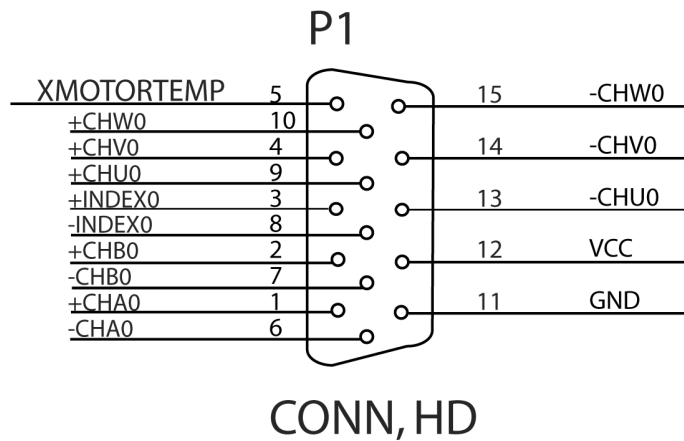 P1
XMOTORTEMP 5 15 -CHW0
+CHW0 10
+CHV0 4 14 -CHV0
+CHU0 9
+INDEX0 3 13 -CHU0
-INDEX0 8
+CHB0 2 12 VCC
-CHB0 7
+CHA0 1 11 GND
-CHA0 6
CONN, HD